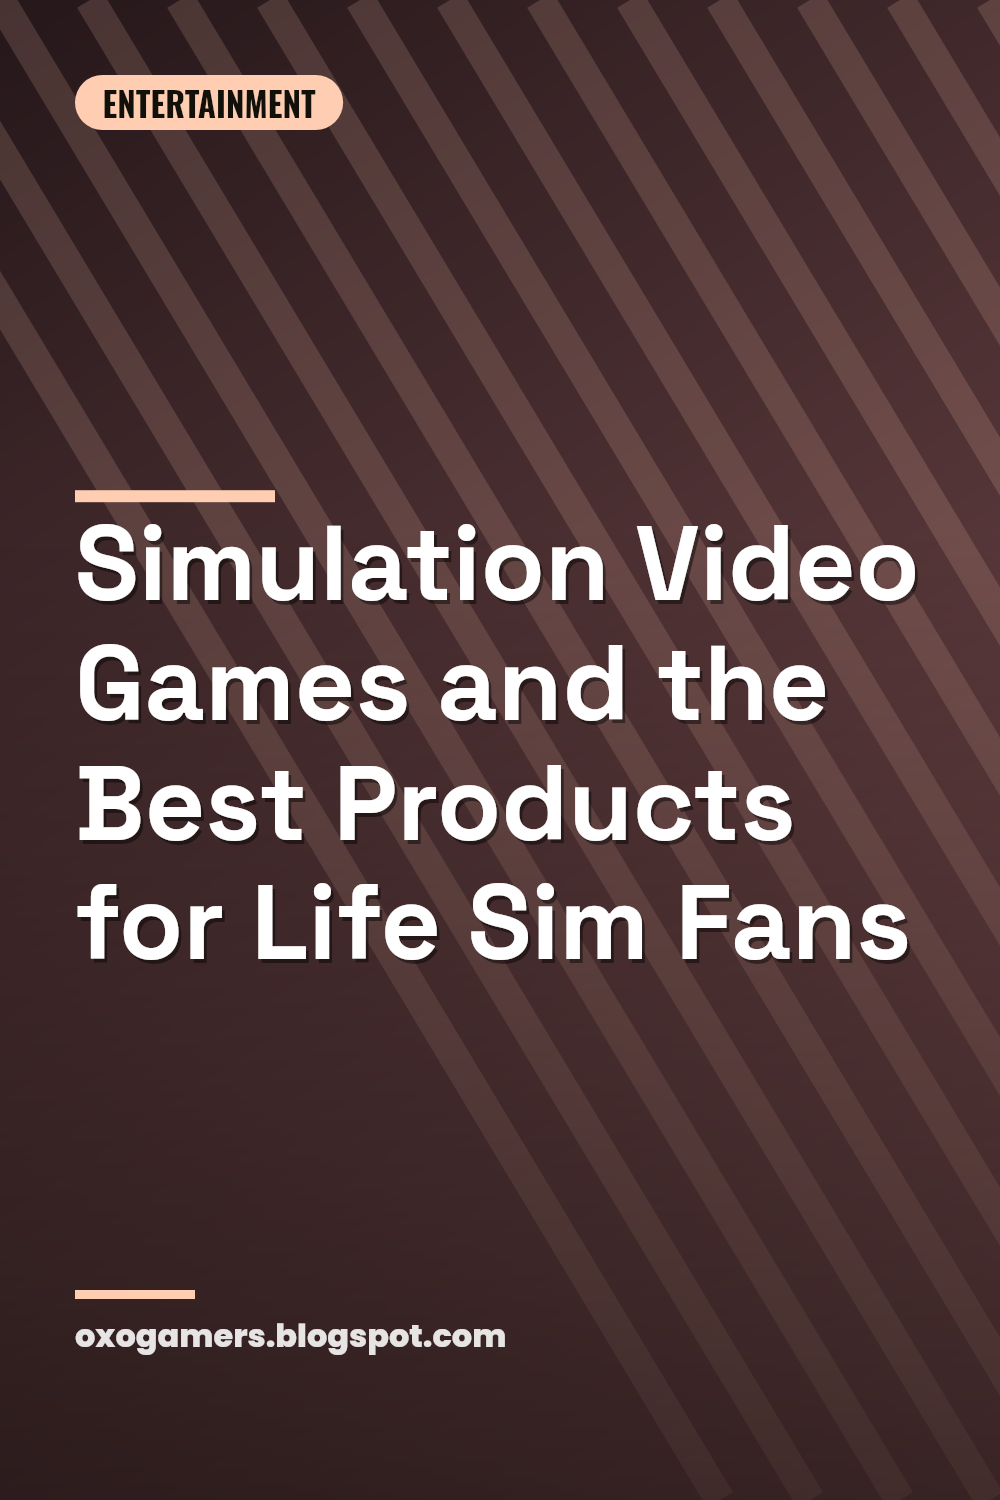 ENTERTAINMENT
Simulation Video
Games and the
Best Products
for Life Sim Fans
oxogamers.blogspot.com